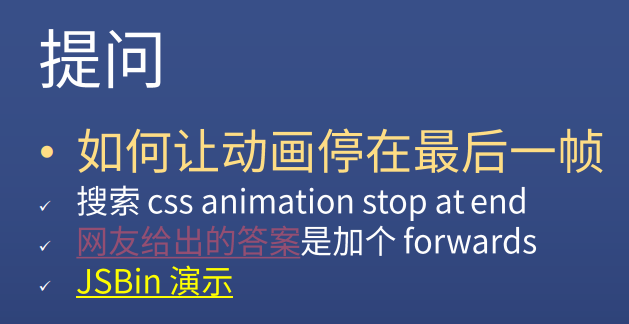 提问
如何让动画停在最后一帧
搜索 css animation stop at end
网友给出的答案是加个 forwards
JSBin 演示